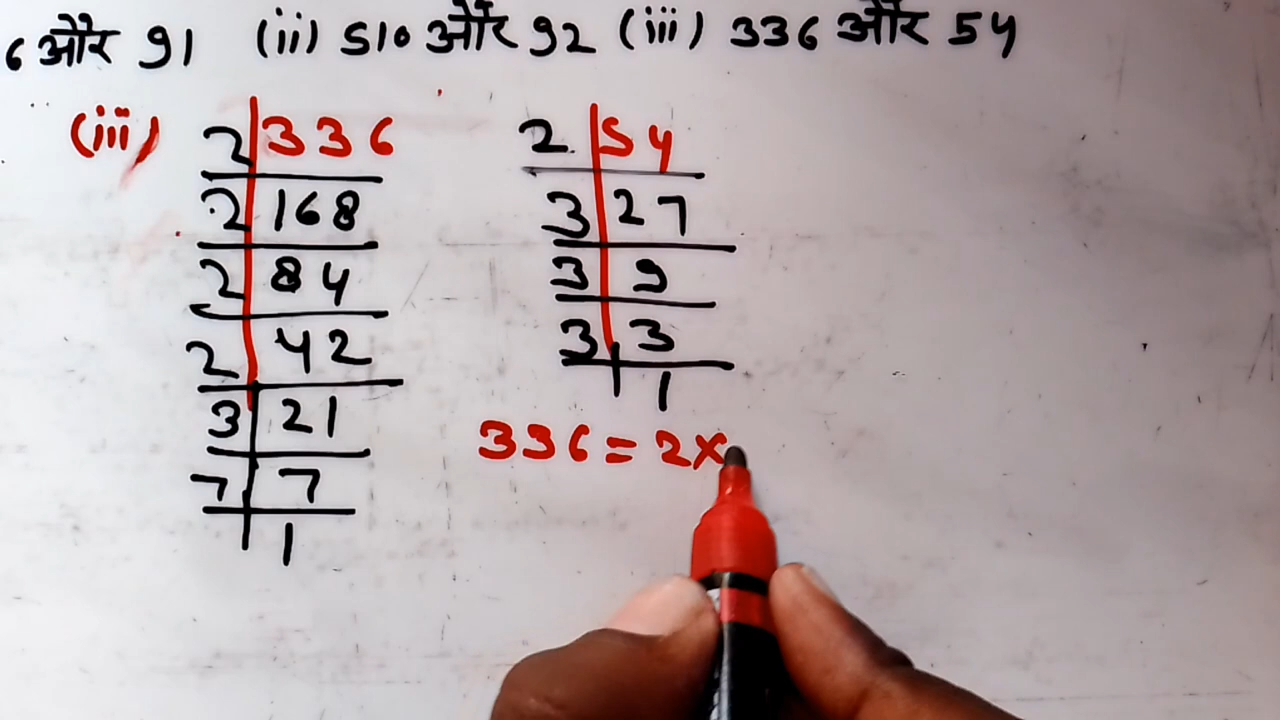 6 और 91 (ii) 510 और 92 (iii) 336 और 54
(iii) 2 336 2 54
2 168 3 27
2 84 3 9
2 42 3 3
3 21 1
336 = 2×
7 7
1